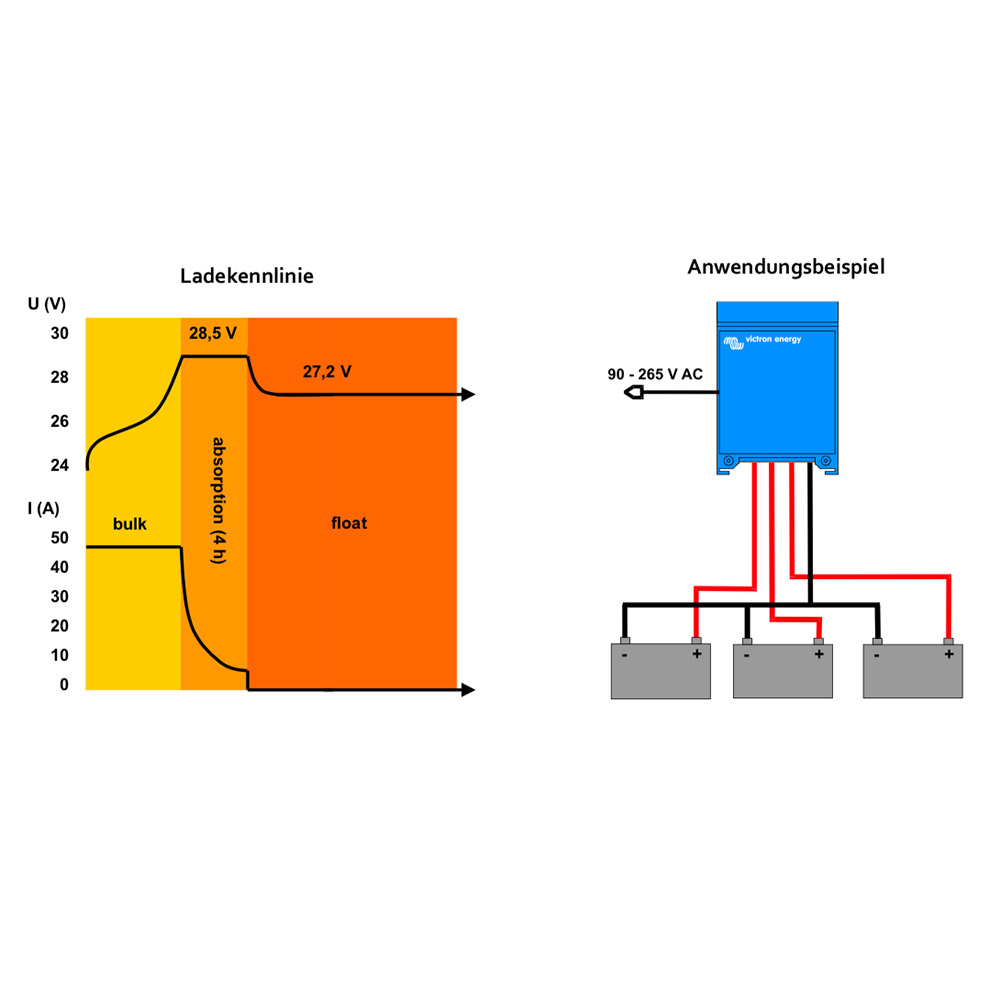 Ladekennlinie
U (V)
30
28
26
24
28,5 V
27,2 V
absorption (4 h)
I (A)
50
40
30
20
10
0
bulk
float
Anwendungsbeispiel
victron energy
90 - 265 V AC
- +
- +
- +